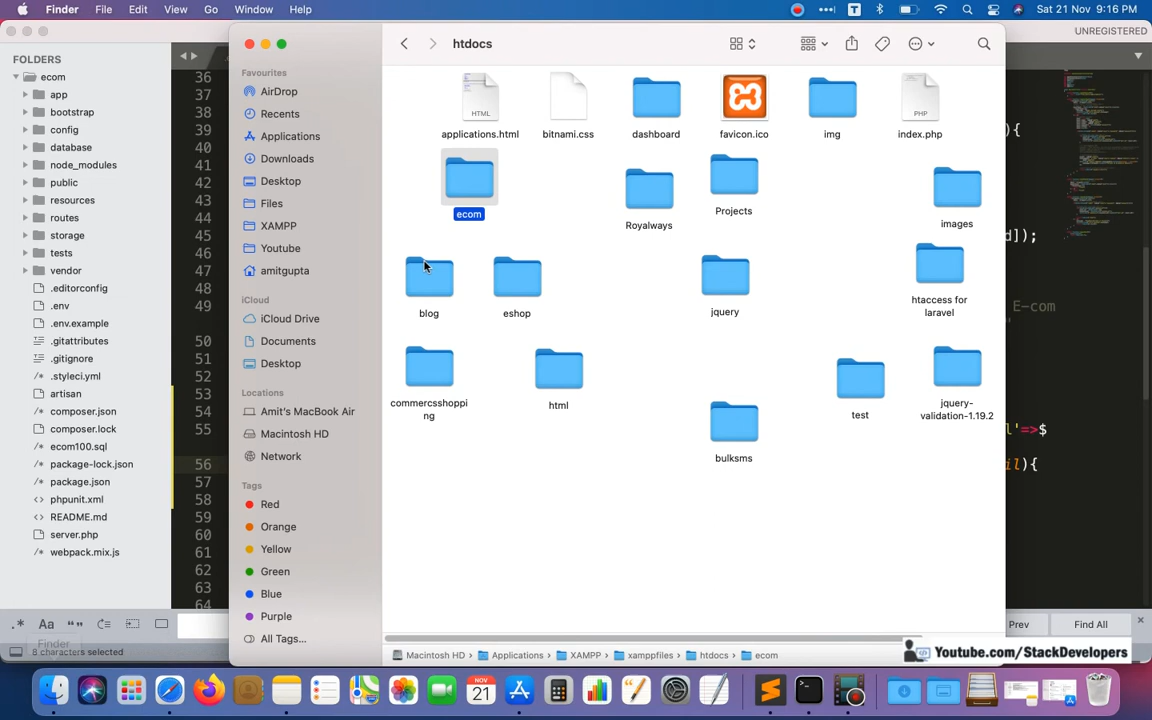 Finder File Edit View Go Window Help
T
Sat 21 Nov 9:16 PM
UNREGISTERED
FOLDERS
ecom
app
bootstrap
config
database
node_modules
public
resources
routes
storage
tests
vendor
.editorconfig
.env
.env.example
.gitattributes
.gitignore
.styleci.yml
artisan
composer.json
composer.lock
ecom100.sql
package-lock.json
package.json
phpunit.xml
README.md
server.php
webpack.mix.js
36
37
38
39
40
41
42
43
44
45
46
47
48
49
50
51
52
53
54
55
56
57
58
59
60
61
62
63
64
Favourites
AirDrop
Recents
Applications
Downloads
Desktop
Files
XAMPP
Youtube
amitgupta
iCloud
iCloud Drive
Documents
Desktop
Locations
Amit's MacBook Air
Macintosh HD
Network
Tags
Red
Orange
Yellow
Green
Blue
Purple
All Tags...
htdocs
HTML
PHP
applications.html
bitnami.css
dashboard
favicon.ico
img
index.php
ecom
Royalways
Projects
images
blog
eshop
jquery
htaccess for
laravel
commercsshoppi
ng
html
bulksms
test
jquery-
validation-1.19.2
Macintosh HD › Applications › XAMPP › xamppfiles › htdocs › ecom
){
d]);
E-com
l'=>$
il){
.* Aa
Prev
Find All
Finder
8 characters selected
Youtube.com/StackDevelopers
NOV
21